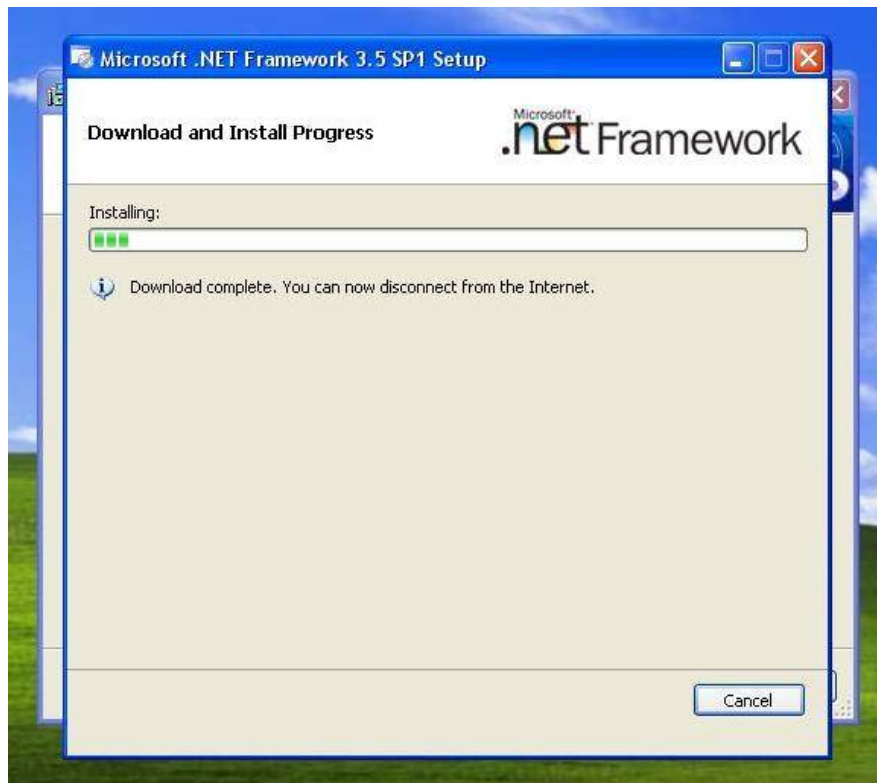 Microsoft .NET Framework 3.5 SP1 Setup
Download and Install Progress
Microsoft
.net Framework
Installing:
Download complete. You can now disconnect from the Internet.
Cancel